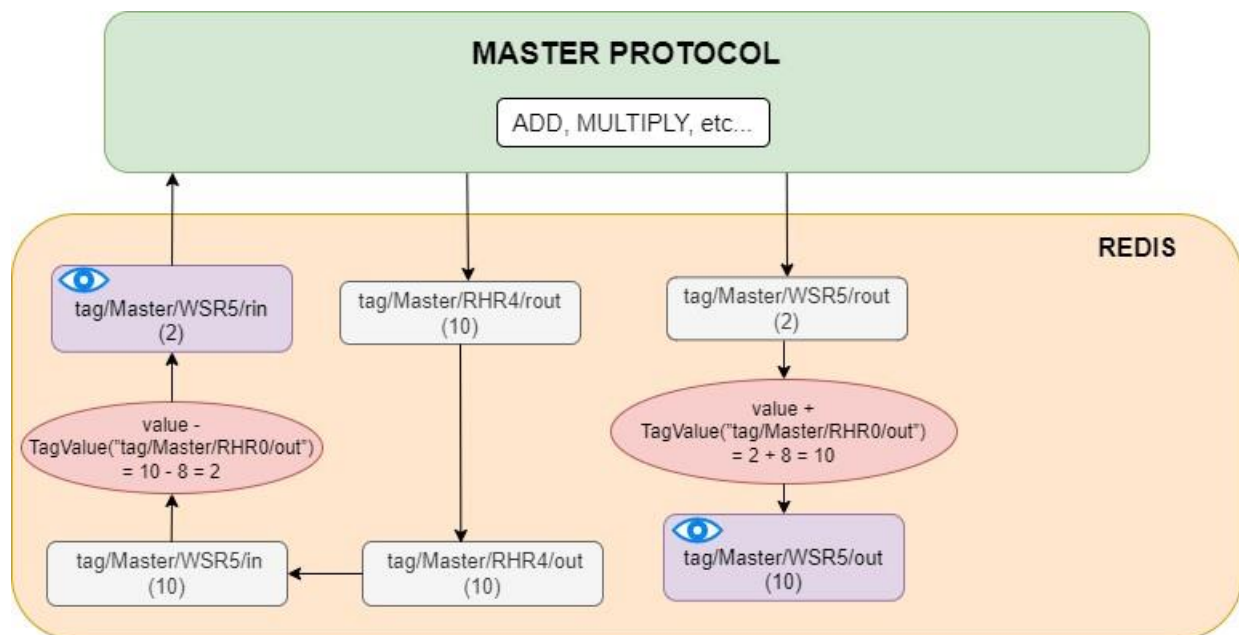 MASTER PROTOCOL
ADD, MULTIPLY, etc...
REDIS
tag/Master/WSR5/rin
(2)
tag/Master/RHR4/rout
(10)
tag/Master/WSR5/rout
(2)
value -
TagValue("tag/Master/RHR0/out")
= 10 - 8 = 2
value +
TagValue("tag/Master/RHR0/out")
= 2 + 8 = 10
tag/Master/WSR5/in
(10)
tag/Master/RHR4/out
(10)
tag/Master/WSR5/out
(10)